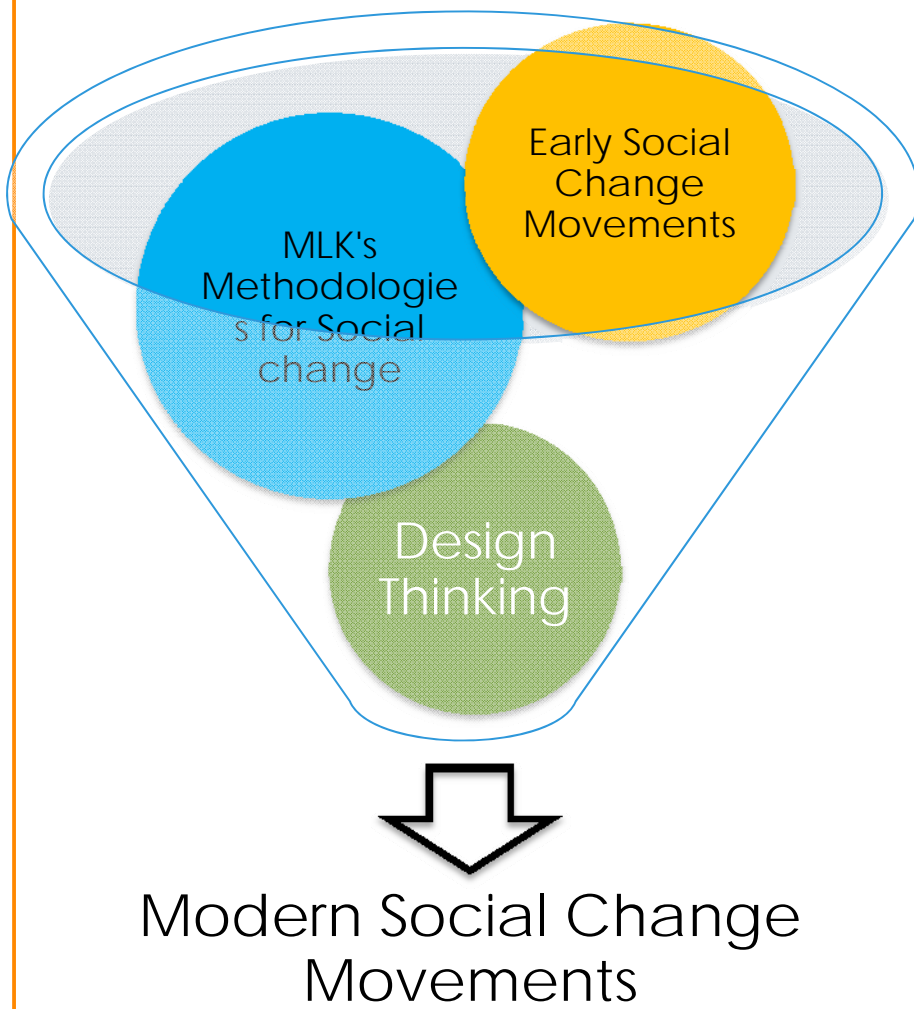 Early Social
Change
Movements
MLK's
Methodologie
s for Social
change
Design
Thinking
Modern Social Change
Movements